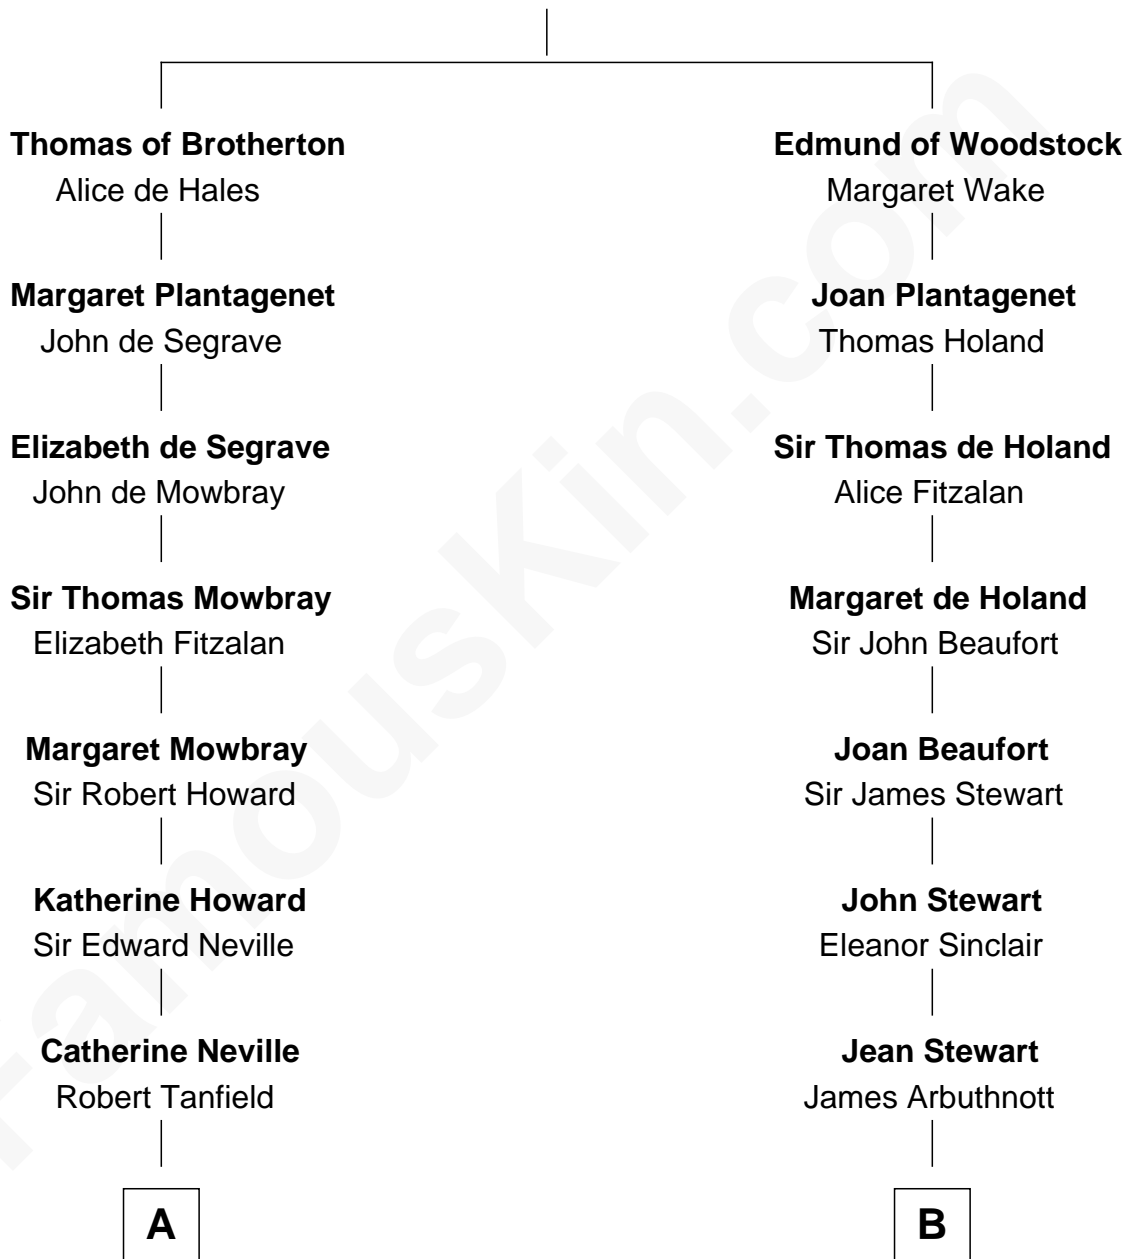 Thomas of Brotherton
Alice de Hales
Edmund of Woodstock
Margaret Wake
Margaret Plantagenet
John de Segrave
Joan Plantagenet
Thomas Holand
Elizabeth de Segrave
John de Mowbray
Sir Thomas de Holand
Alice Fitzalan
Sir Thomas Mowbray
Elizabeth Fitzalan
Margaret de Holand
Sir John Beaufort
Margaret Mowbray
Sir Robert Howard
Joan Beaufort
Sir James Stewart
Katherine Howard
Sir Edward Neville
John Stewart
Eleanor Sinclair
Catherine Neville
Robert Tanfield
Jean Stewart
James Arbuthnott
A
B
FamousKin.com